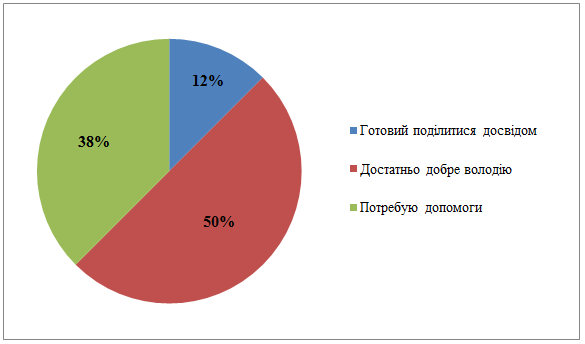 12%
Готовий поділитися досвідом
38%
Достатньо добре володію
50%
Потребую допомоги